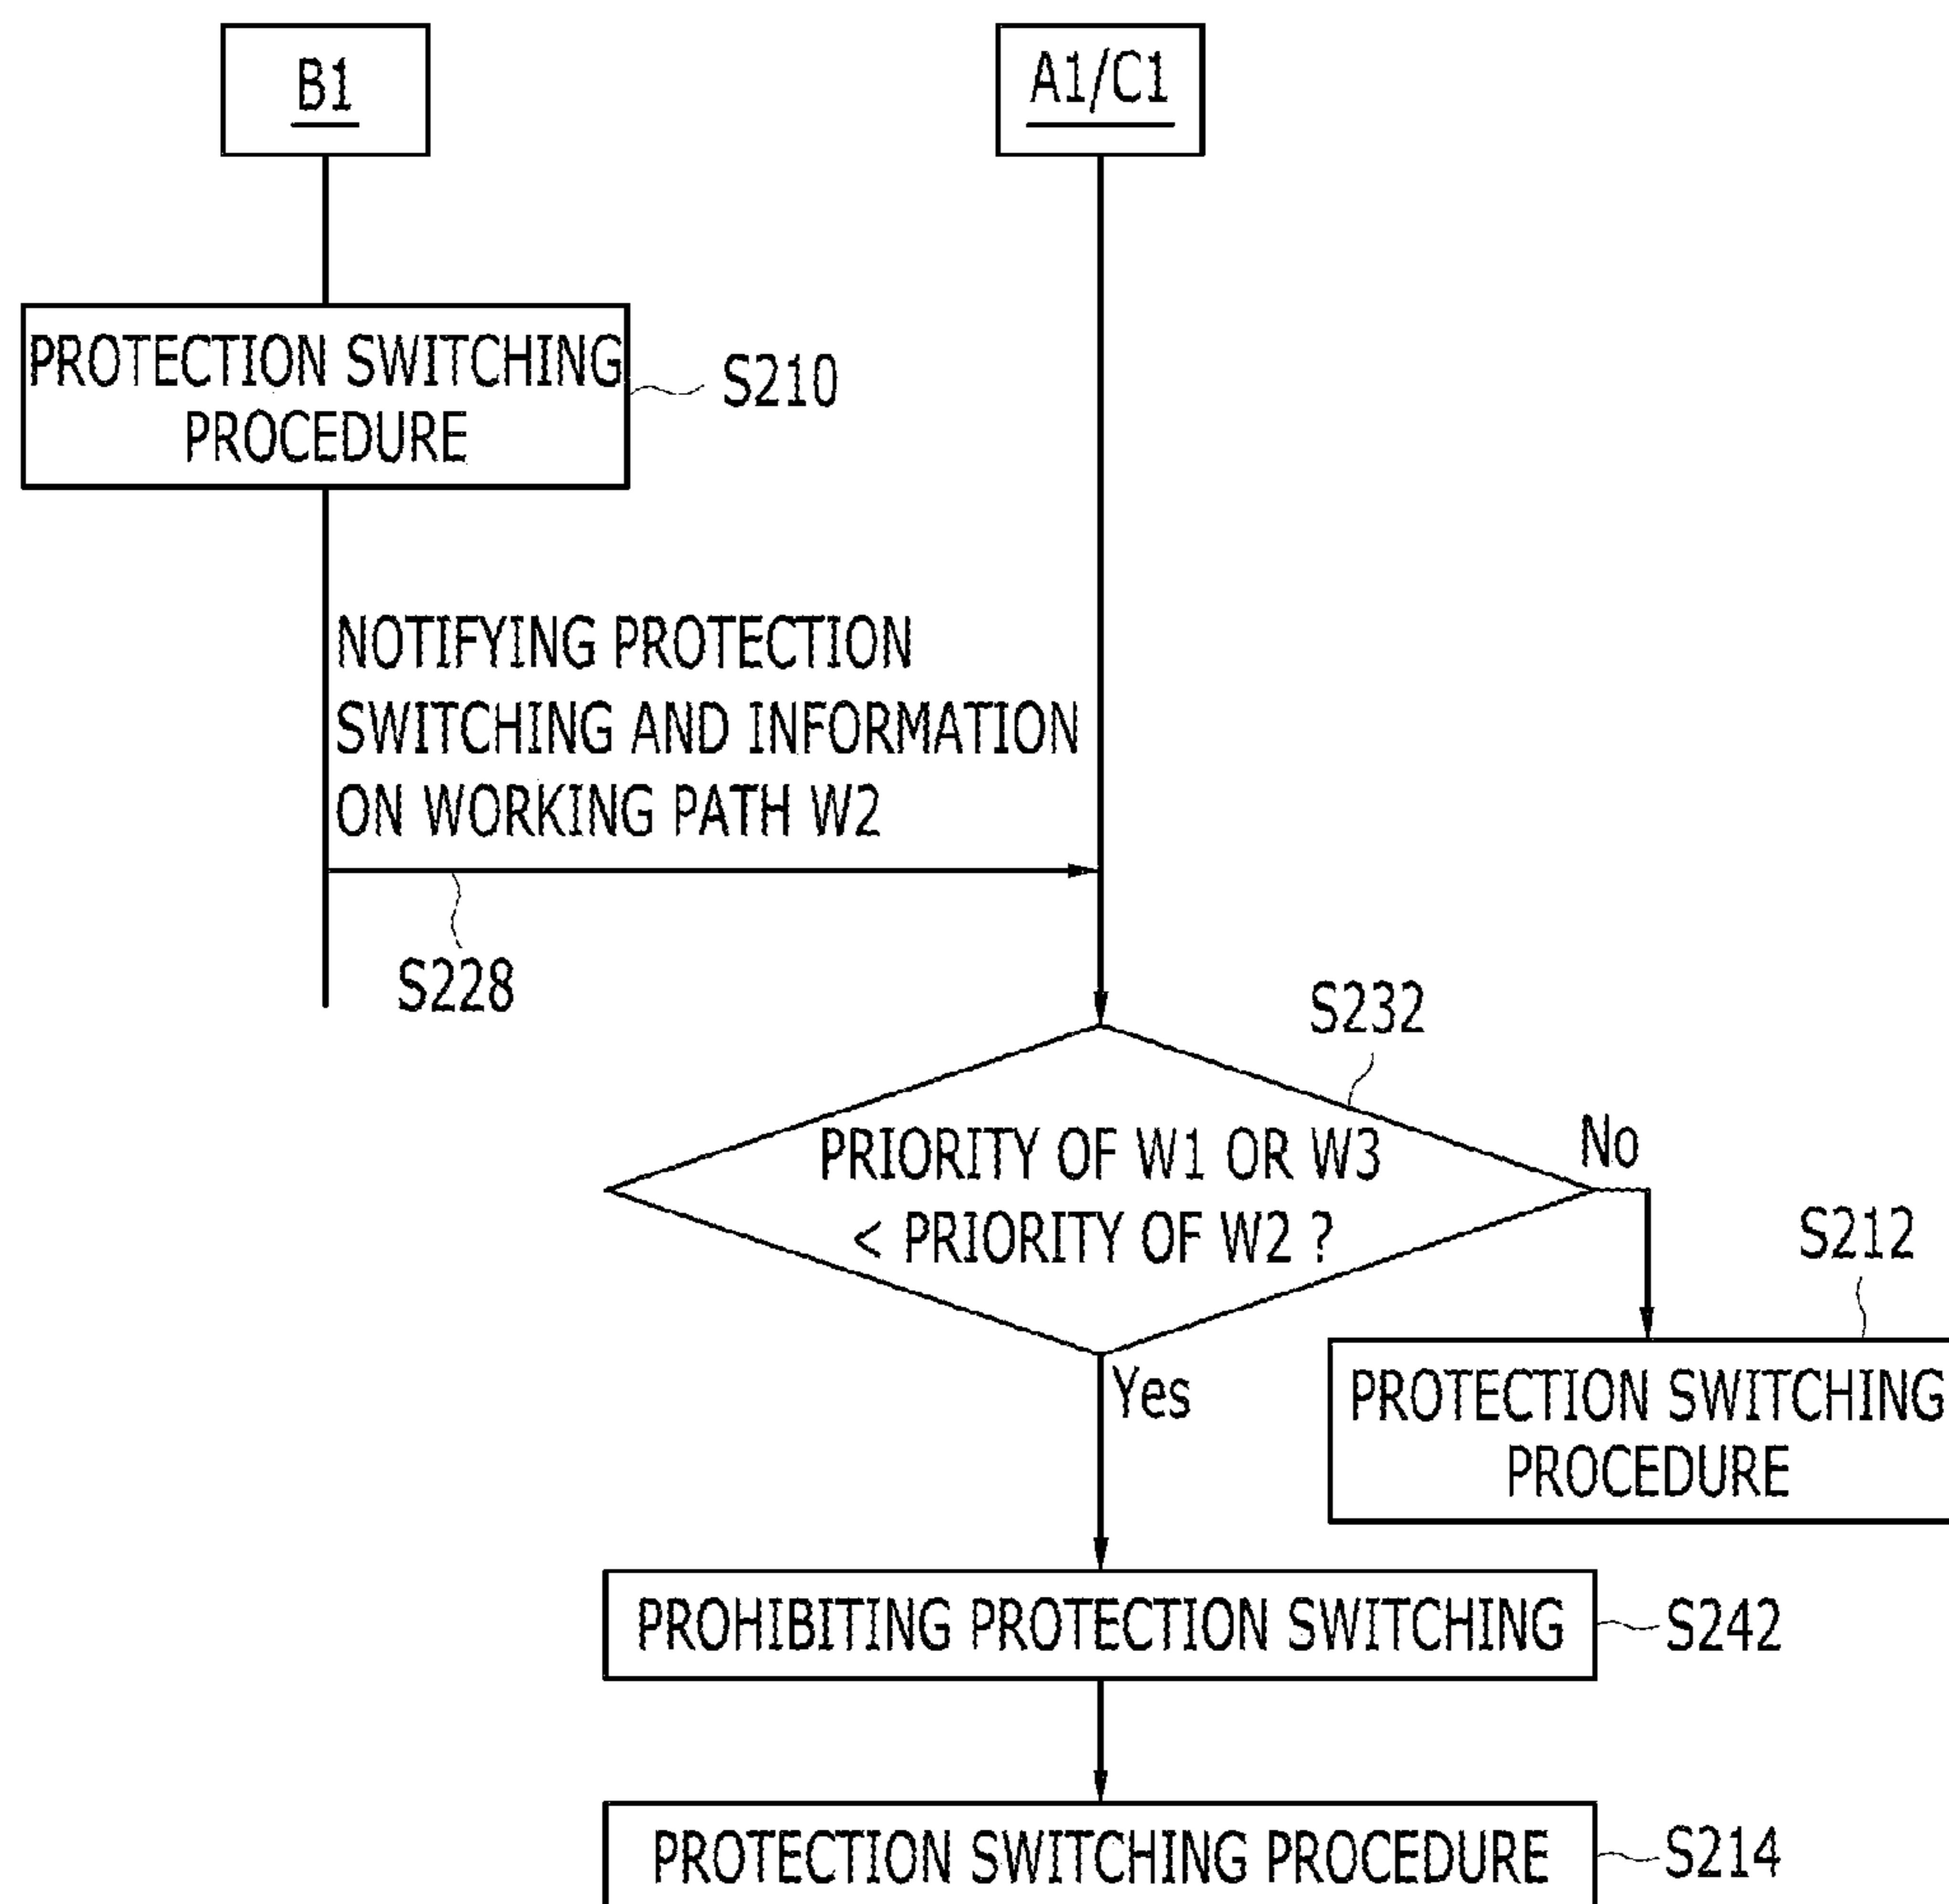 B1
A1/C1
PROTECTION SWITCHING
PROCEDURE
S210
NOTIFYING PROTECTION
SWITCHING AND INFORMATION
ON WORKING PATH W2
S228
S232
PRIORITY OF W1 OR W3
< PRIORITY OF W2 ?
No
S212
Yes
PROTECTION SWITCHING
PROCEDURE
PROHIBITING PROTECTION SWITCHING
S242
PROTECTION SWITCHING PROCEDURE
S214